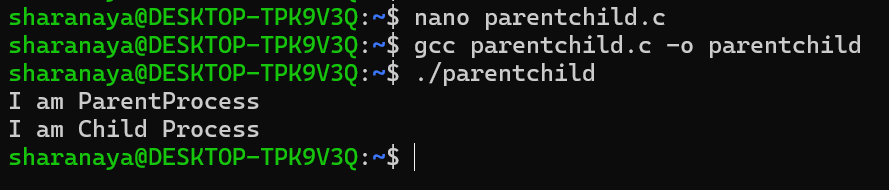 sharanaya@DESKTOP-TPK9V3Q:~$ nano parentchild.c
sharanaya@DESKTOP-TPK9V3Q:~$ gcc parentchild.c -o parentchild
sharanaya@DESKTOP-TPK9V3Q:~$ ./parentchild
I am ParentProcess
I am Child Process
sharanaya@DESKTOP-TPK9V3Q:~$